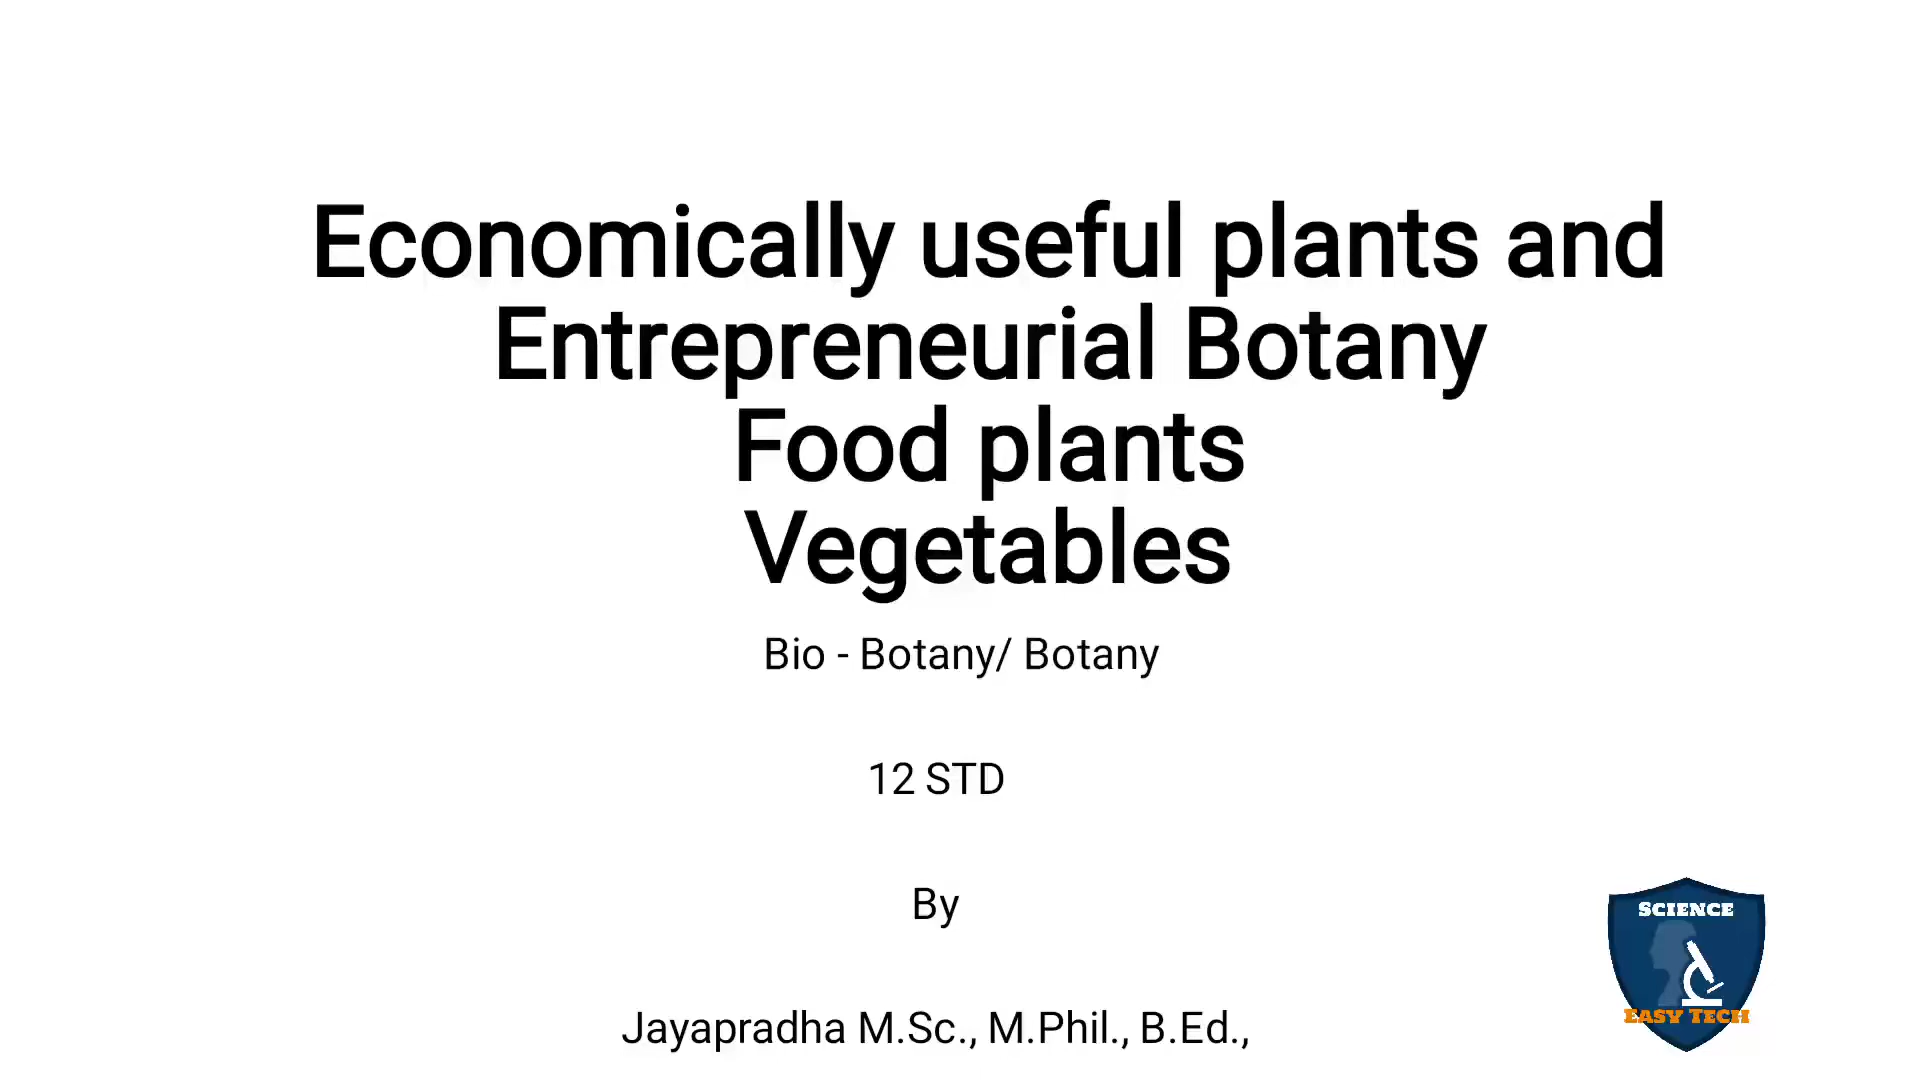 Economically useful plants and
Entrepreneurial Botany
Food plants
Vegetables
Bio - Botany/ Botany
12 STD
By
Jayapradha M.Sc., M.Phil., B.Ed.,
SCIENCE
EASY TECH